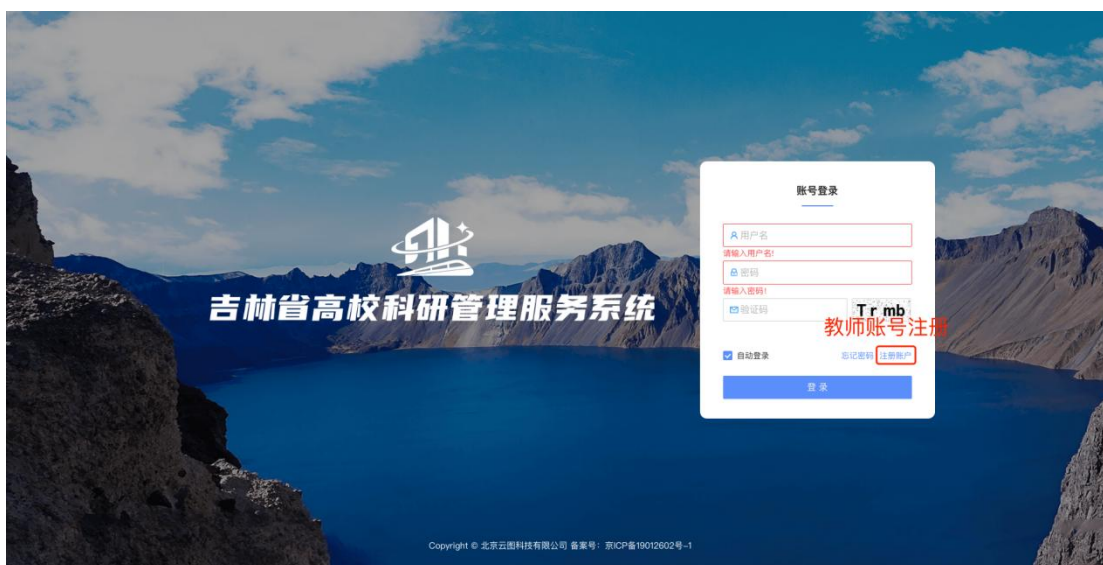 账号登录
用户名
请输入用户名!
密码
请输入密码!
吉林省高校科研管理服务系统
验证码
Trmb
教师账号注册
自动登录
忘记密码 注册账户
登 录
Copyright © 北京云图科技有限公司 备案号：京ICP备19012602号-1